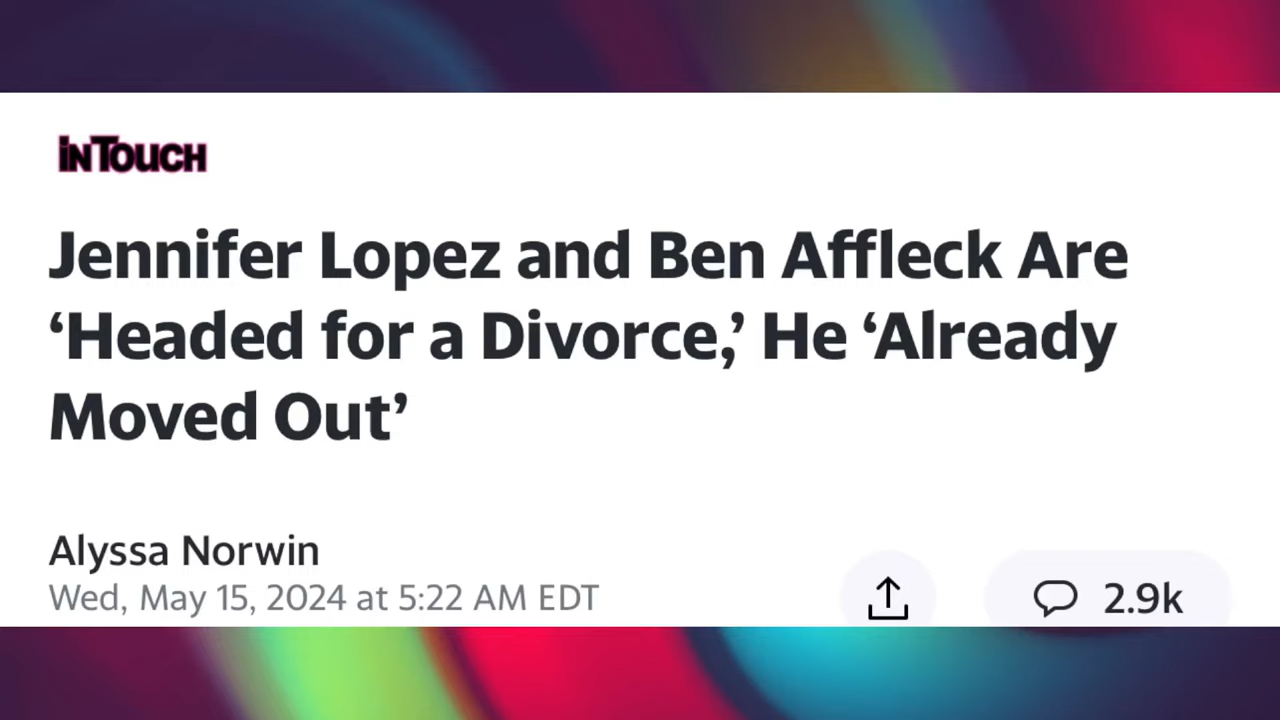 inTouch
Jennifer Lopez and Ben Affleck Are
‘Headed for a Divorce,’ He ‘Already
Moved Out’
Alyssa Norwin
Wed, May 15, 2024 at 5:22 AM EDT
2.9k